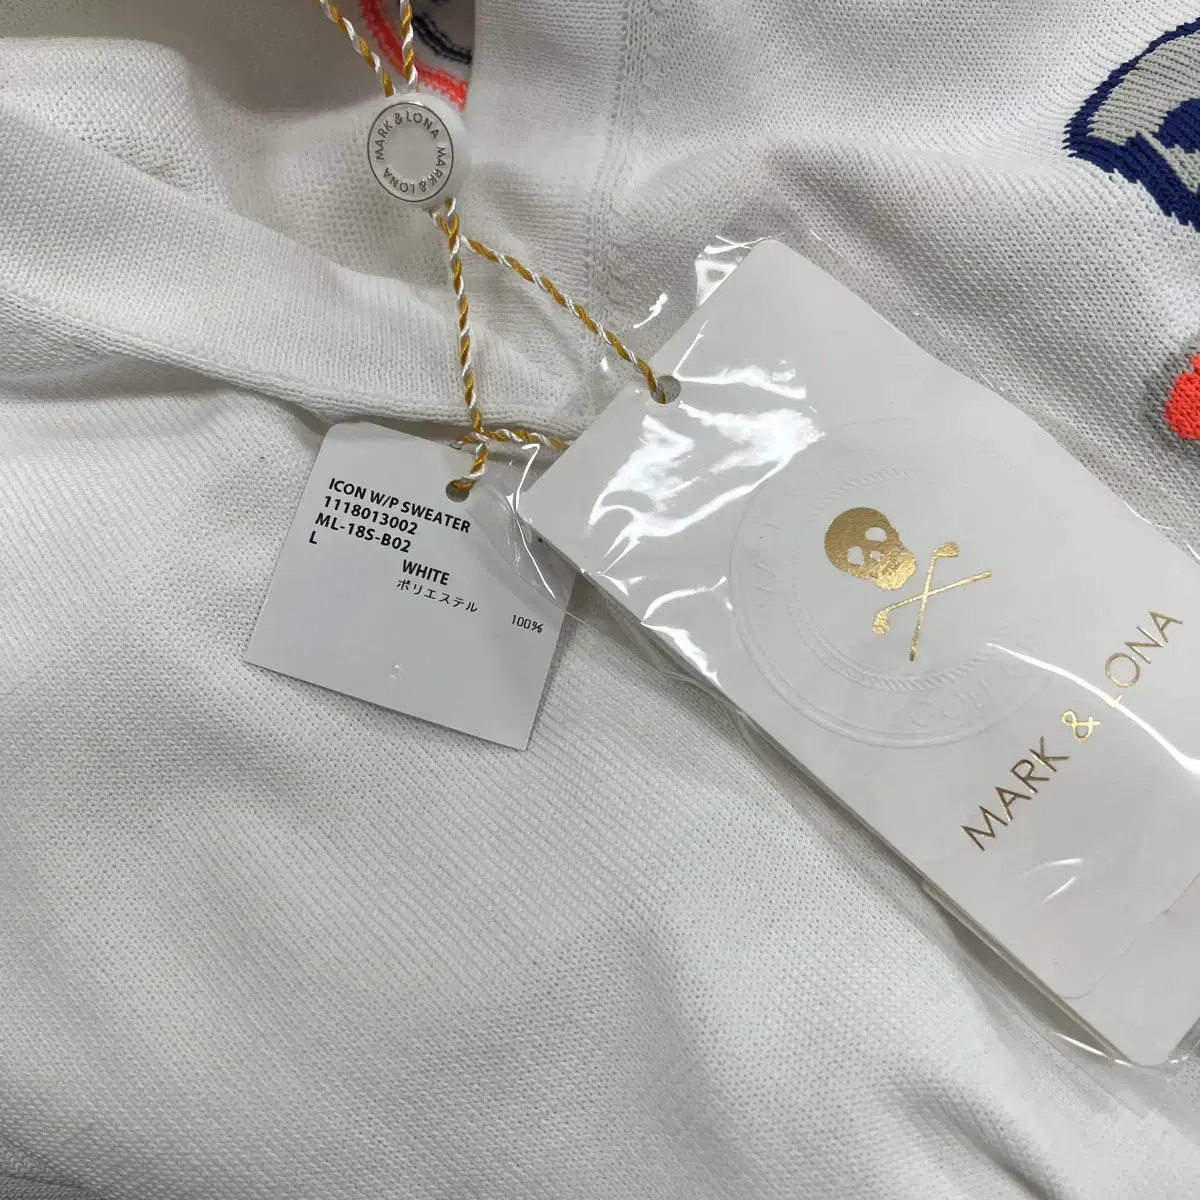 MARK & LONA MARK & LONA
ICON W/P SWEATER
1118013002
ML-18S-B02
L
WHITE
ポリエステル 100%
MARK & LONA